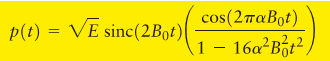 p(t) = √E sinc(2B₀t)(cos(2παB₀t) / (1 − 16α²B₀²t²))